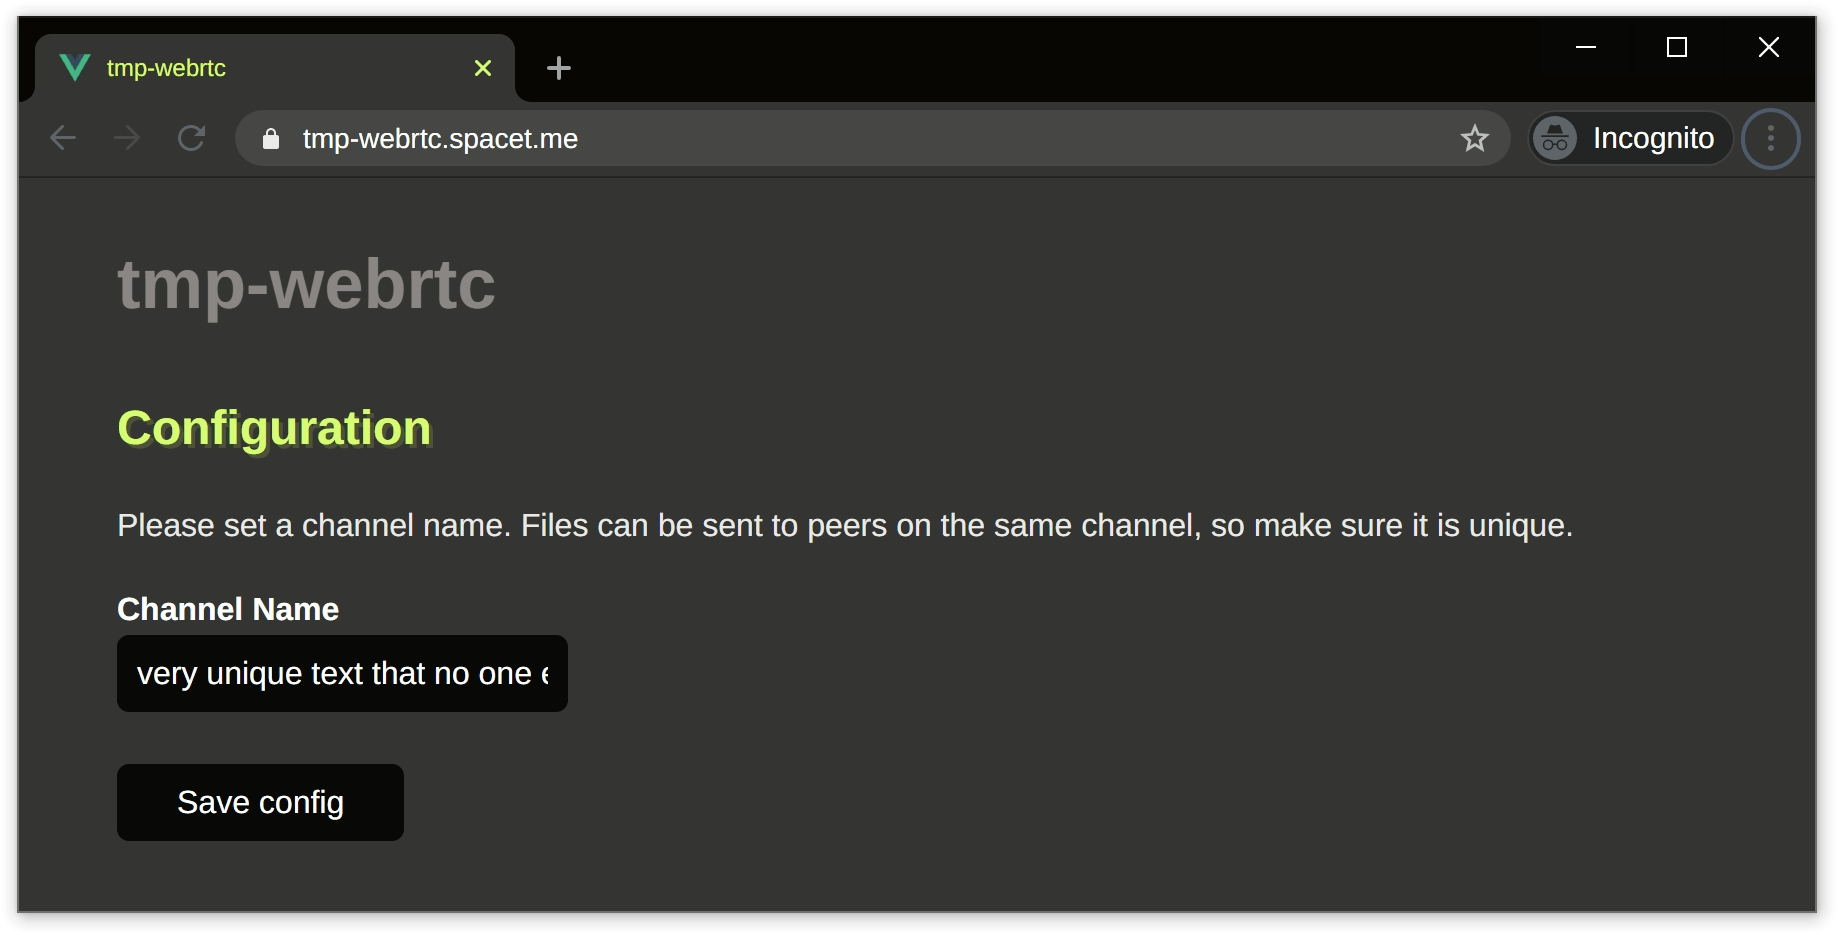 tmp-webrtc
tmp-webrtc.spacet.me
Incognito
tmp-webrtc
Configuration
Please set a channel name. Files can be sent to peers on the same channel, so make sure it is unique.
Channel Name
very unique text that no one
Save config